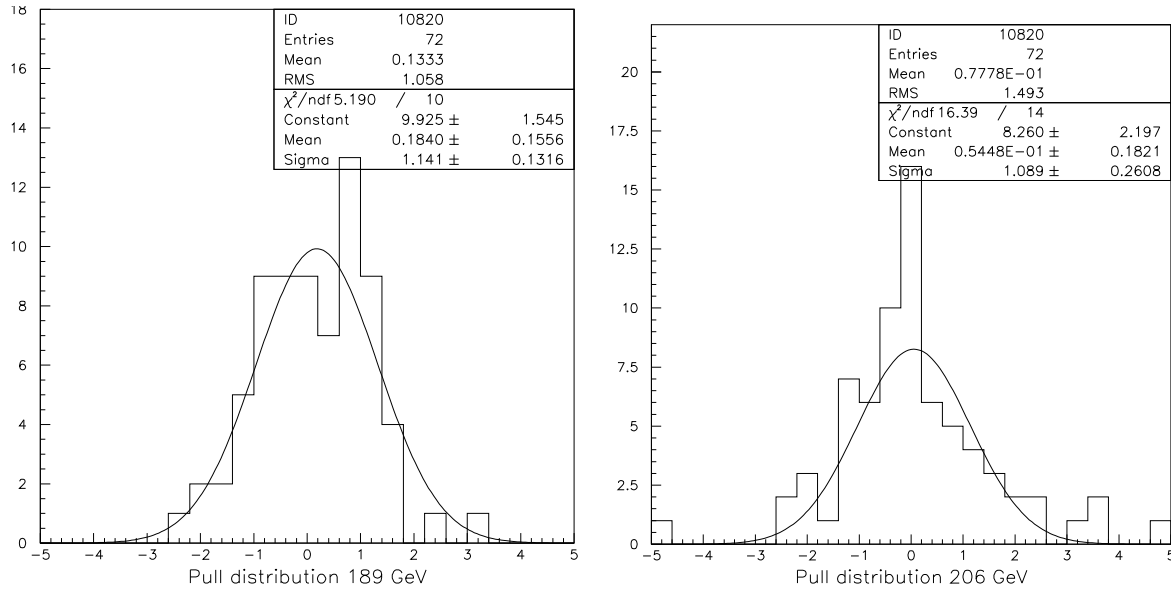 ID 10820
Entries 72
Mean 0.1333
RMS 1.058
χ²/ndf 5.190 / 10
Constant 9.925 ± 1.545
Mean 0.1840 ± 0.1556
Sigma 1.141 ± 0.1316
18
16
14
12
10
8
6
4
2
0
-5 -4 -3 -2 -1 0 1 2 3 4 5
Pull distribution 189 GeV
ID 10820
Entries 72
Mean 0.7778E-01
RMS 1.493
χ²/ndf 16.39 / 14
Constant 8.260 ± 2.197
Mean 0.5448E-01 ± 0.1821
Sigma 1.089 ± 0.2608
20
17.5
15
12.5
10
7.5
5
2.5
0
-5 -4 -3 -2 -1 0 1 2 3 4 5
Pull distribution 206 GeV